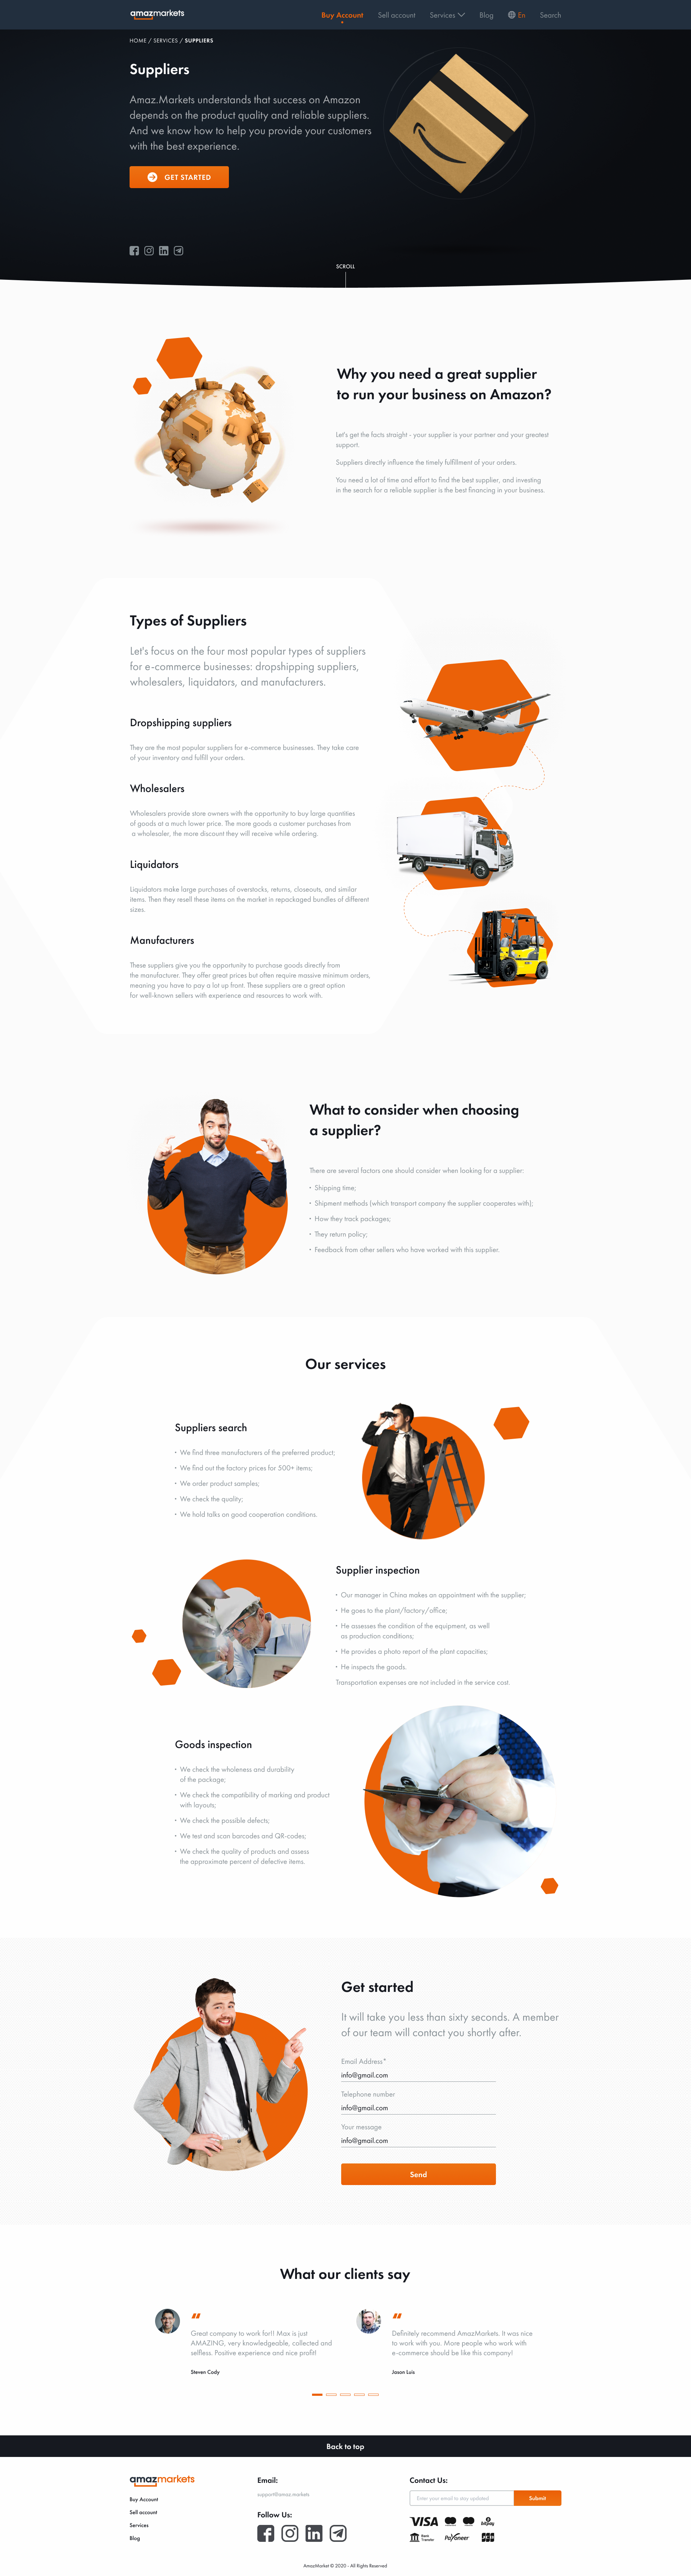 amazmarkets
Buy Account
Sell account
Services
Blog
En
Search
HOME / SERVICES / SUPPLIERS
Suppliers
Amaz.Markets understands that success on Amazon
depends on the product quality and reliable suppliers.
And we know how to help you provide your customers
with the best experience.
GET STARTED
SCROLL
Why you need a great supplier
to run your business on Amazon?
Let's get the facts straight - your supplier is your partner and your greatest
support.
Suppliers directly influence the timely fulfillment of your orders.
You need a lot of time and effort to find the best supplier, and investing
in the search for a reliable supplier is the best financing in your business.
Types of Suppliers
Let's focus on the four most popular types of suppliers
for e-commerce businesses: dropshipping suppliers,
wholesalers, liquidators, and manufacturers.
Dropshipping suppliers
They are the most popular suppliers for e-commerce businesses. They take care
of your inventory and fulfill your orders.
Wholesalers
Wholesalers provide store owners with the opportunity to buy large quantities
of goods at a much lower price. The more goods a customer purchases from
a wholesaler, the more discount they will receive while ordering.
Liquidators
Liquidators make large purchases of overstocks, returns, closeouts, and similar
items. Then they resell these items on the market in repackaged bundles of different
sizes.
Manufacturers
These suppliers give you the opportunity to purchase goods directly from
the manufacturer. They offer great prices but often require massive minimum orders,
meaning you have to pay a lot up front. These suppliers are a great option
for well-known sellers with experience and resources to work with.
What to consider when choosing
a supplier?
There are several factors one should consider when looking for a supplier:
• Shipping time;
• Shipment methods (which transport company the supplier cooperates with);
• How they track packages;
• They return policy;
• Feedback from other sellers who have worked with this supplier.
Our services
Suppliers search
• We find three manufacturers of the preferred product;
• We find out the factory prices for 500+ items;
• We order product samples;
• We check the quality;
• We hold talks on good cooperation conditions.
Supplier inspection
• Our manager in China makes an appointment with the supplier;
• He goes to the plant/factory/office;
• He assesses the condition of the equipment, as well
as production conditions;
• He provides a photo report of the plant capacities;
• He inspects the goods.
Transportation expenses are not included in the service cost.
Goods inspection
• We check the wholeness and durability
of the package;
• We check the compatibility of marking and product
with layouts;
• We check the possible defects;
• We test and scan barcodes and QR-codes;
• We check the quality of products and assess
the approximate percent of defective items.
Get started
It will take you less than sixty seconds. A member
of our team will contact you shortly after.
Email Address*
info@gmail.com
Telephone number
info@gmail.com
Your message
info@gmail.com
Send
What our clients say
Great company to work for!! Max is just
AMAZING, very knowledgeable, collected and
selfless. Positive experience and nice profit!
Steven Cody
Definitely recommend AmazMarkets. It was nice
to work with you. More people who work with
e-commerce should be like this company!
Jason Luis
Back to top
amazmarkets
Buy Account
Sell account
Services
Blog
Email:
support@amaz.markets
Follow Us:
Contact Us:
Enter your email to stay updated
Submit
VISA
bitpay
Bank
Transfer
Payoneer
JCB
AmazMarket © 2020 - All Rights Reserved